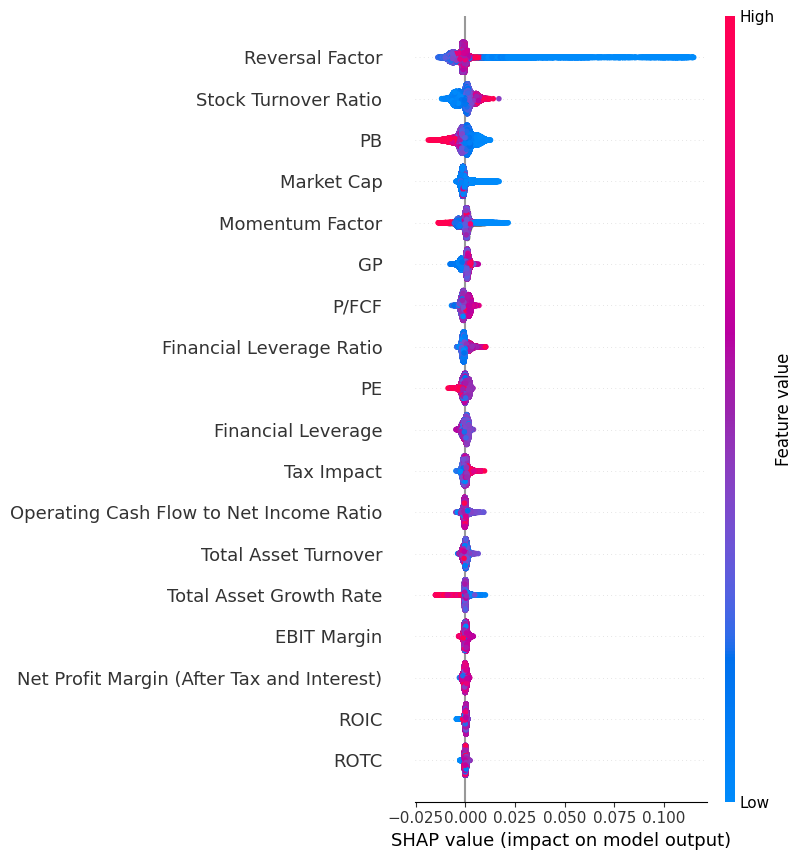 High
Reversal Factor
Stock Turnover Ratio
PB
Market Cap
Momentum Factor
GP
P/FCF
Financial Leverage Ratio
PE
Financial Leverage
Tax Impact
Operating Cash Flow to Net Income Ratio
Total Asset Turnover
Total Asset Growth Rate
EBIT Margin
Net Profit Margin (After Tax and Interest)
ROIC
ROTC
Feature value
Low
−0.025 0.000 0.025 0.050 0.075 0.100
SHAP value (impact on model output)